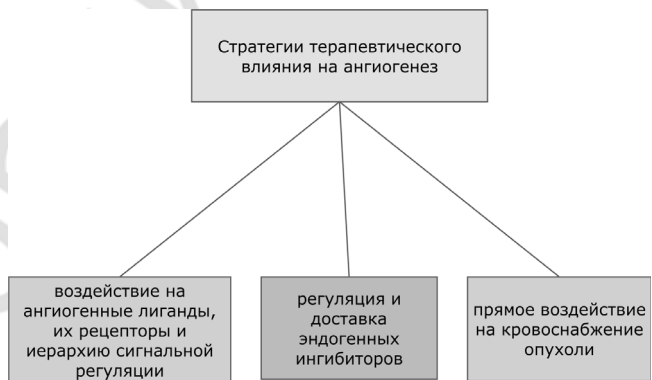 Стратегии терапевтического
влияния на ангиогенез
воздействие на
ангиогенные лиганды,
их рецепторы и
иерархию сигнальной
регуляции
регуляция и
доставка
эндогенных
ингибиторов
прямое воздействие
на кровоснабжение
опухоли